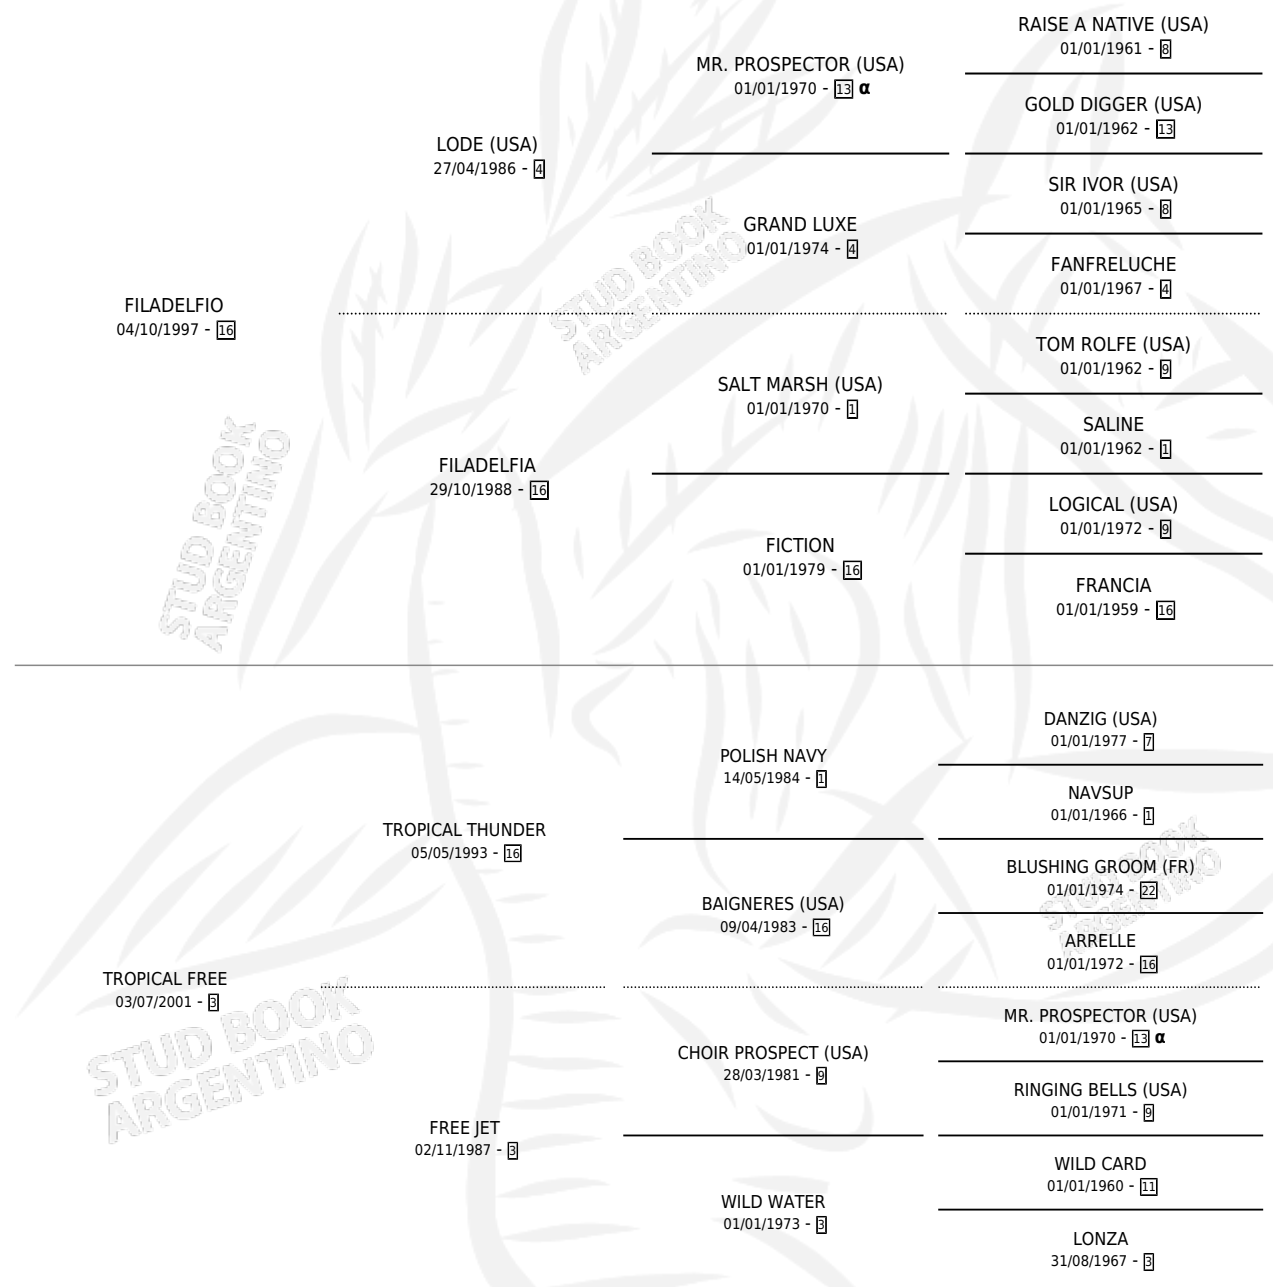 RAISE A NATIVE (USA)
01/01/1961 - 8
MR. PROSPECTOR (USA)
01/01/1970 - 13 α
GOLD DIGGER (USA)
01/01/1962 - 13
LODE (USA)
27/04/1986 - 4
SIR IVOR (USA)
01/01/1965 - 8
GRAND LUXE
01/01/1974 - 4
FANFRELUCHE
01/01/1967 - 4
FILADELFIO
04/10/1997 - 16
TOM ROLFE (USA)
01/01/1962 - 9
SALT MARSH (USA)
01/01/1970 - 1
SALINE
01/01/1962 - 1
FILADELFIA
29/10/1988 - 16
LOGICAL (USA)
01/01/1972 - 9
FICTION
01/01/1979 - 16
FRANCIA
01/01/1959 - 16
DANZIG (USA)
01/01/1977 - 7
POLISH NAVY
14/05/1984 - 1
NAVSUP
01/01/1966 - 1
TROPICAL THUNDER
05/05/1993 - 16
BLUSHING GROOM (FR)
01/01/1974 - 22
BAIGNERES (USA)
09/04/1983 - 16
ARRELLE
01/01/1972 - 16
TROPICAL FREE
03/07/2001 - 3
MR. PROSPECTOR (USA)
01/01/1970 - 13 α
CHOIR PROSPECT (USA)
28/03/1981 - 9
RINGING BELLS (USA)
01/01/1971 - 9
FREE JET
02/11/1987 - 3
WILD CARD
01/01/1960 - 11
WILD WATER
01/01/1973 - 3
LONZA
31/08/1967 - 3
STUD BOOK
ARGENTINO
STUD BOOK
ARGENTINO
STUD BOOK
ARGENTINO
STUD BOOK
ARGENTINO